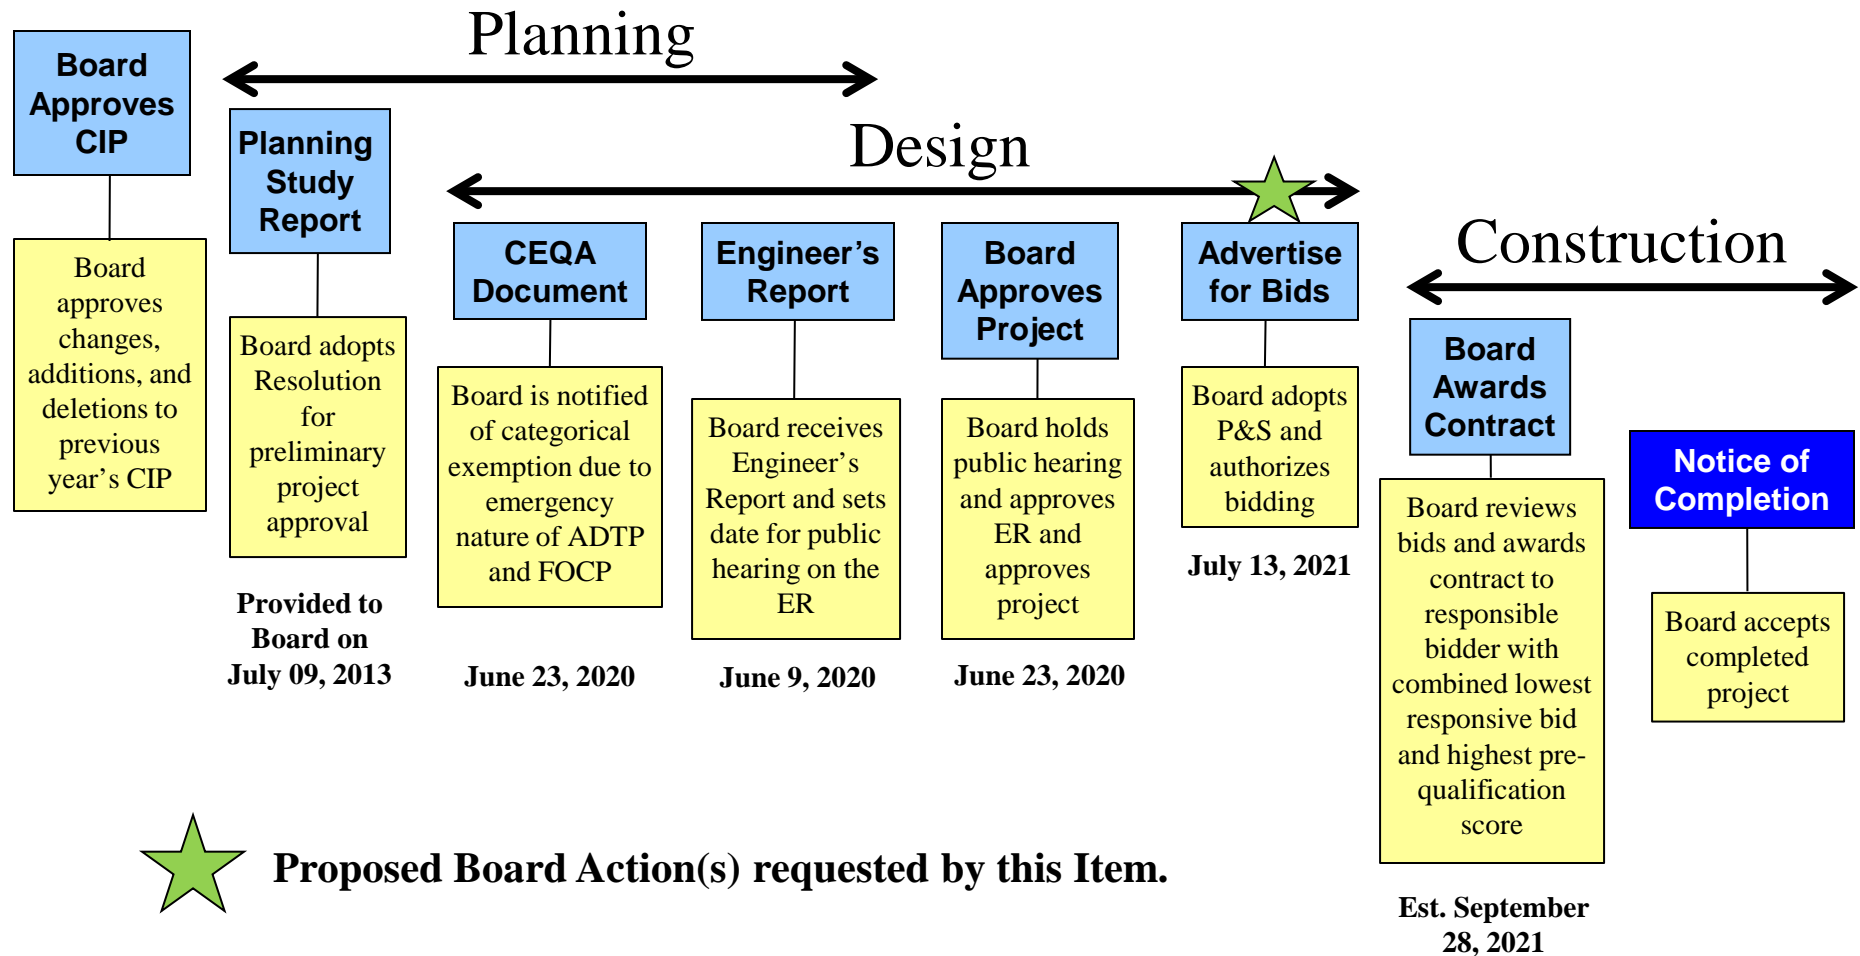 Planning
Design
Construction
Board
Approves
CIP
Board
approves
changes,
additions, and
deletions to
previous
year’s CIP
Planning
Study
Report
Board adopts
Resolution
for
preliminary
project
approval
Provided to
Board on
July 09, 2013
CEQA
Document
Board is notified
of categorical
exemption due to
emergency
nature of ADTP
and FOCP
June 23, 2020
Engineer’s
Report
Board receives
Engineer’s
Report and sets
date for public
hearing on the
ER
June 9, 2020
Board
Approves
Project
Board holds
public hearing
and approves
ER and
approves
project
June 23, 2020
Advertise
for Bids
Board adopts
P&S and
authorizes
bidding
July 13, 2021
Board
Awards
Contract
Board reviews
bids and awards
contract to
responsible
bidder with
combined lowest
responsive bid
and highest pre-
qualification
score
Est. September
28, 2021
Notice of
Completion
Board accepts
completed
project
Proposed Board Action(s) requested by this Item.